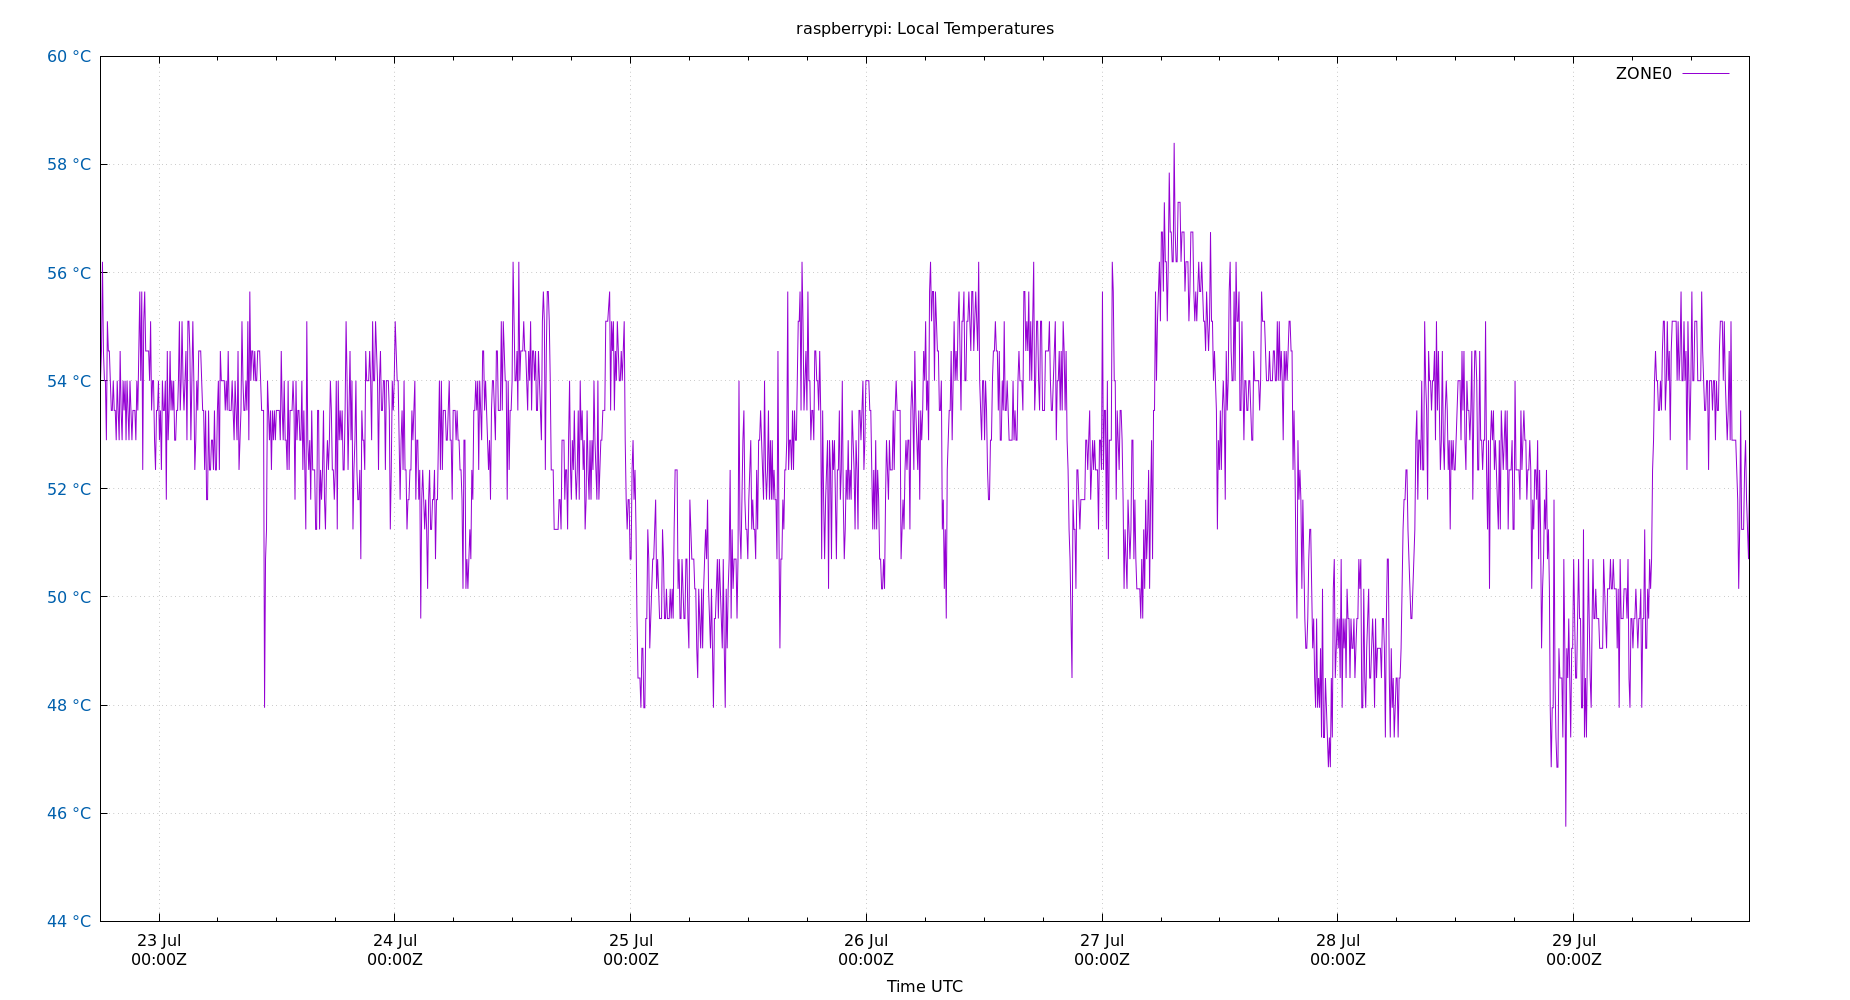 raspberrypi: Local Temperatures
60 °C
58 °C
56 °C
54 °C
52 °C
50 °C
48 °C
46 °C
44 °C
ZONE0
23 Jul 24 Jul 25 Jul 26 Jul 27 Jul 28 Jul 29 Jul
00:00Z 00:00Z 00:00Z 00:00Z 00:00Z 00:00Z 00:00Z
Time UTC